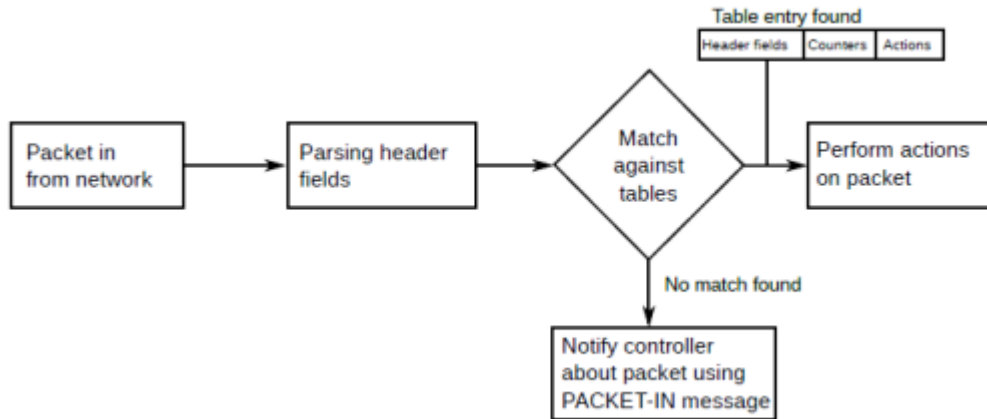 Table entry found
Header fields
Counters
Actions
Packet in
from network
Parsing header
fields
Match
against
tables
Perform actions
on packet
No match found
Notify controller
about packet using
PACKET-IN message